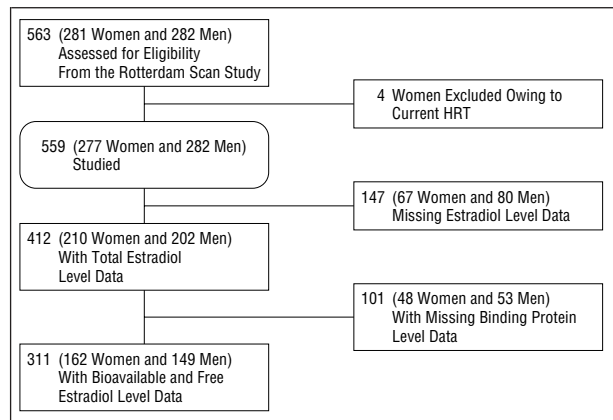 563 (281 Women and 282 Men)
Assessed for Eligibility
From the Rotterdam Scan Study
4 Women Excluded Owing to
Current HRT
559 (277 Women and 282 Men)
Studied
147 (67 Women and 80 Men)
Missing Estradiol Level Data
412 (210 Women and 202 Men)
With Total Estradiol
Level Data
101 (48 Women and 53 Men)
With Missing Binding Protein
Level Data
311 (162 Women and 149 Men)
With Bioavailable and Free
Estradiol Level Data